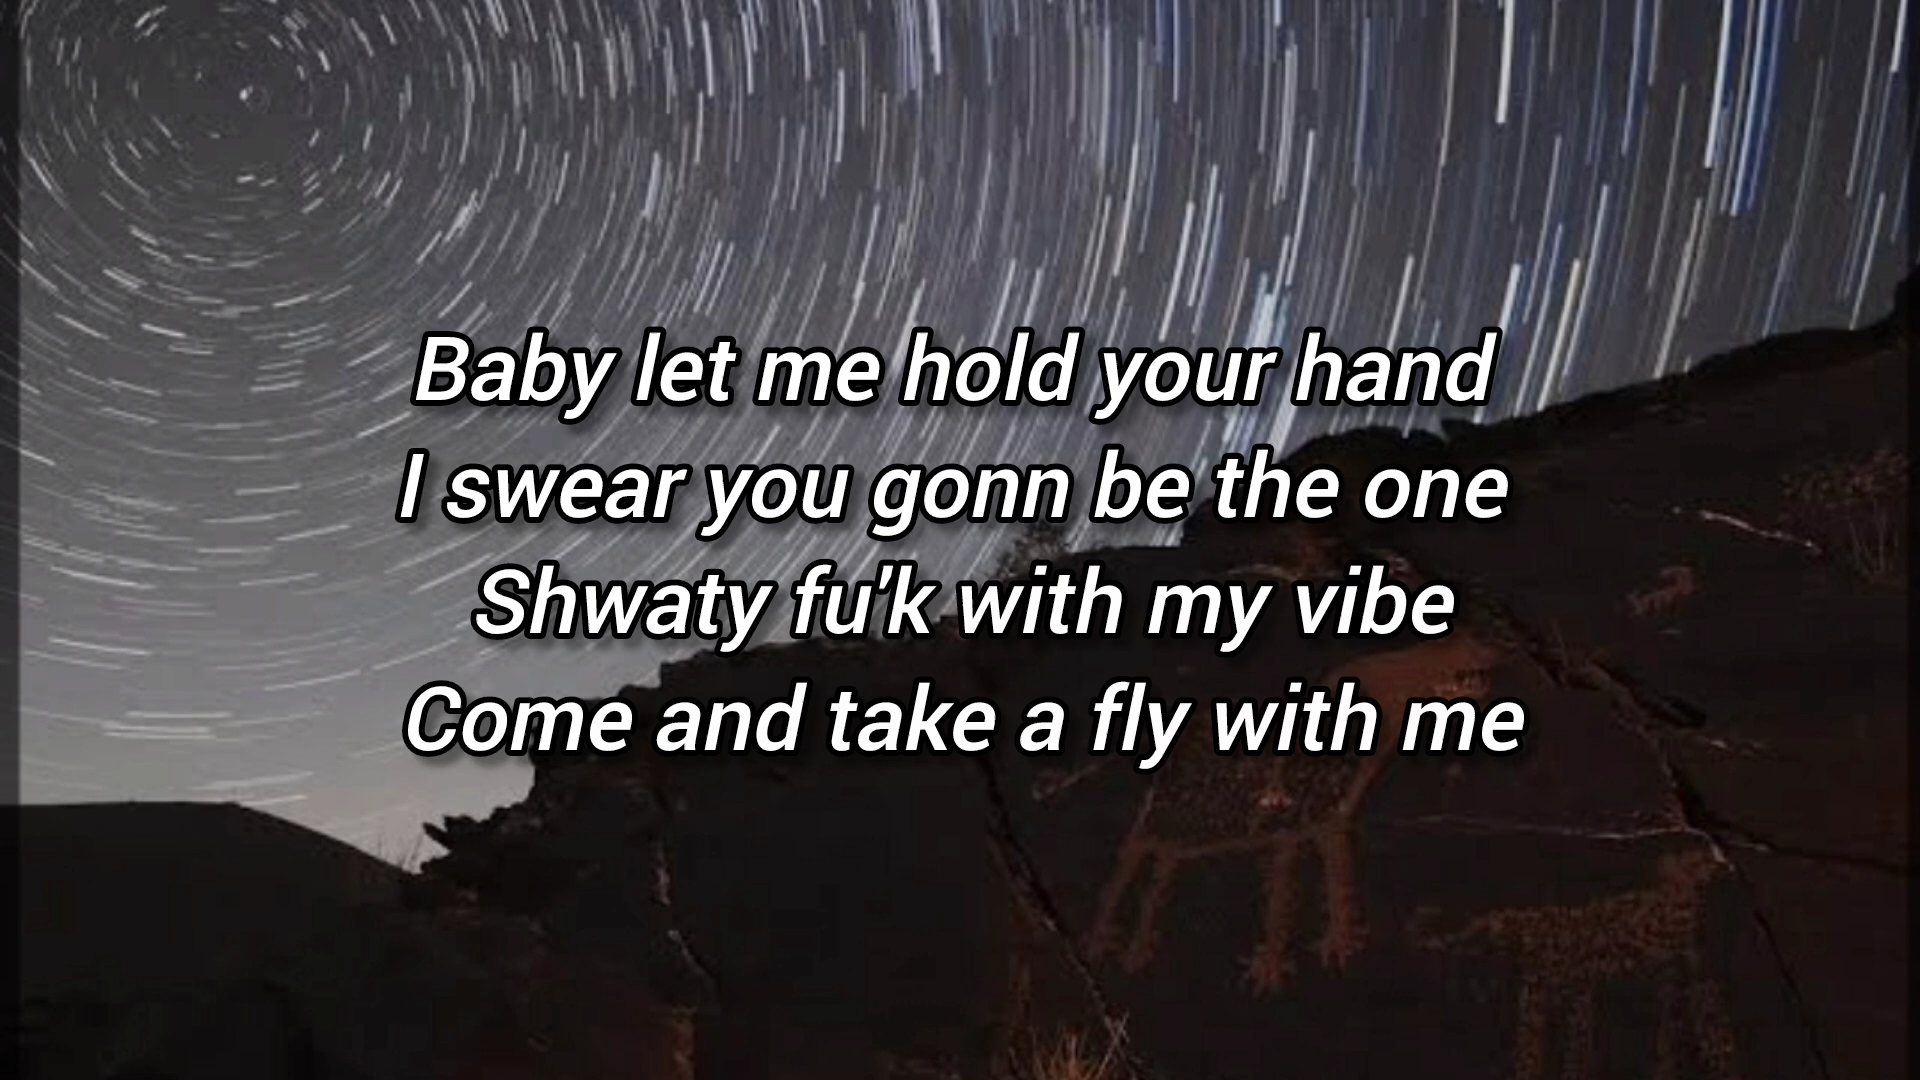 Baby let me hold your hand
I swear you gonn be the one
Shwaty fu'k with my vibe
Come and take a fly with me